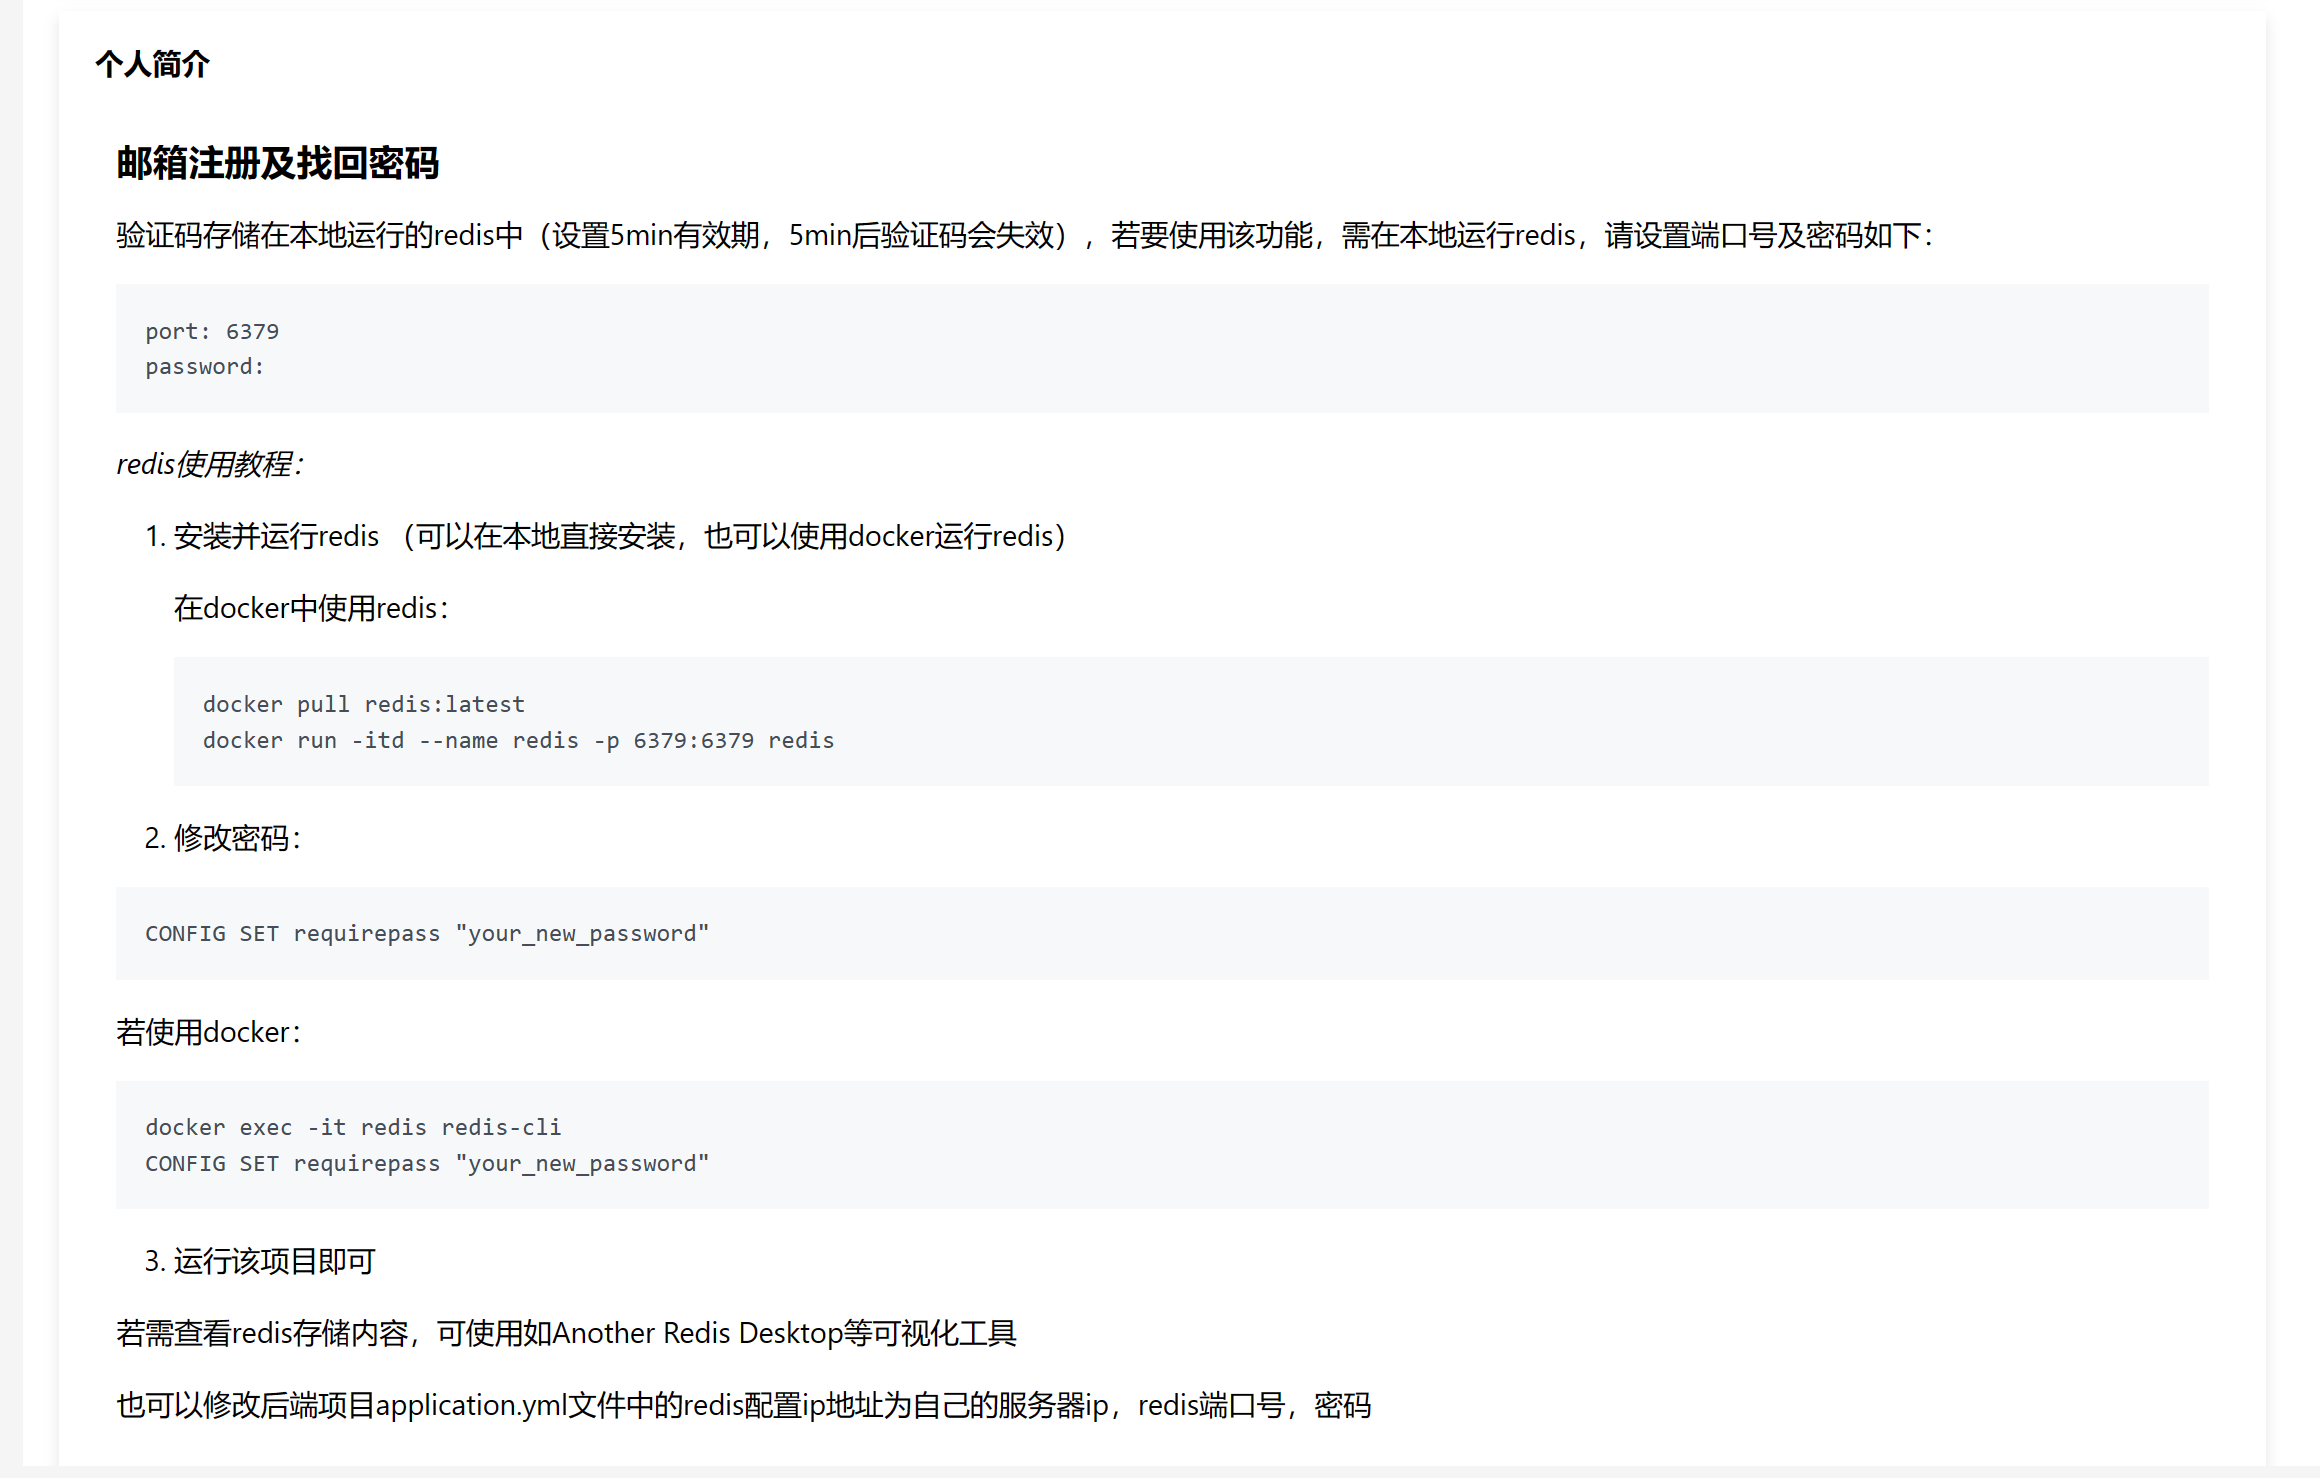 个人简介
邮箱注册及找回密码
验证码存储在本地运行的redis中（设置5min有效期，5min后验证码会失效），若要使用该功能，需在本地运行redis，请设置端口号及密码如下：
port: 6379
password:
redis使用教程：
1. 安装并运行redis （可以在本地直接安装，也可以使用docker运行redis）
在docker中使用redis：
docker pull redis:latest
docker run -itd --name redis -p 6379:6379 redis
2. 修改密码：
CONFIG SET requirepass "your_new_password"
若使用docker：
docker exec -it redis redis-cli
CONFIG SET requirepass "your_new_password"
3. 运行该项目即可
若需查看redis存储内容，可使用如Another Redis Desktop等可视化工具
也可以修改后端项目application.yml文件中的redis配置ip地址为自己的服务器ip，redis端口号，密码